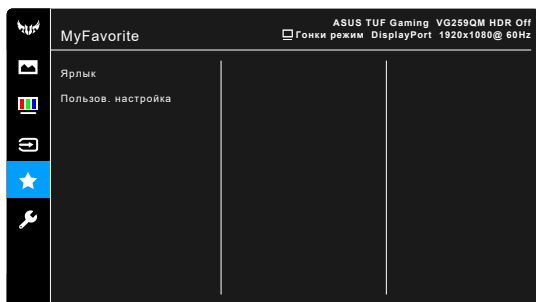 ASUS TUF Gaming VG259QM HDR Off
MyFavorite
Гонки режим DisplayPort 1920x1080@ 60Hz
Ярлык
Пользов. настройка